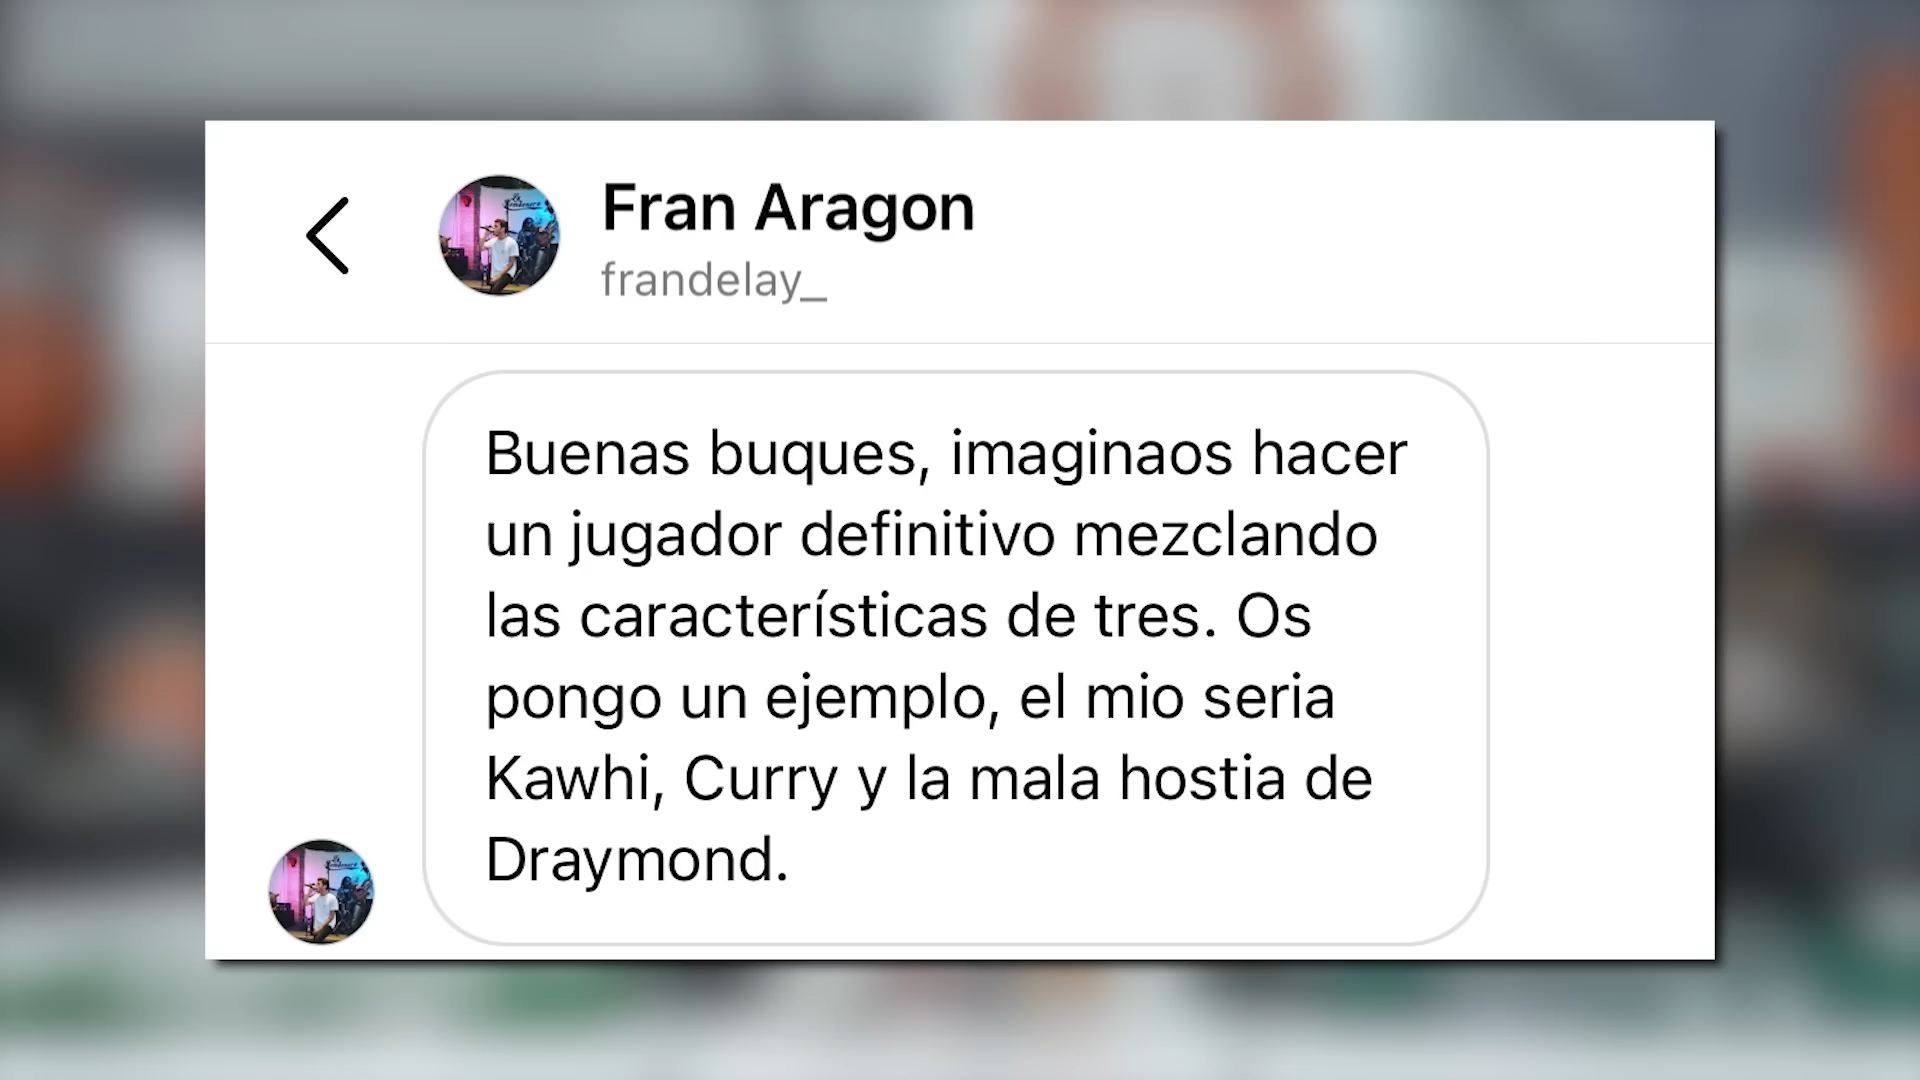 Fran Aragon
frandelay_
Buenas buques, imaginaos hacer
un jugador definitivo mezclando
las características de tres. Os
pongo un ejemplo, el mio seria
Kawhi, Curry y la mala hostia de
Draymond.